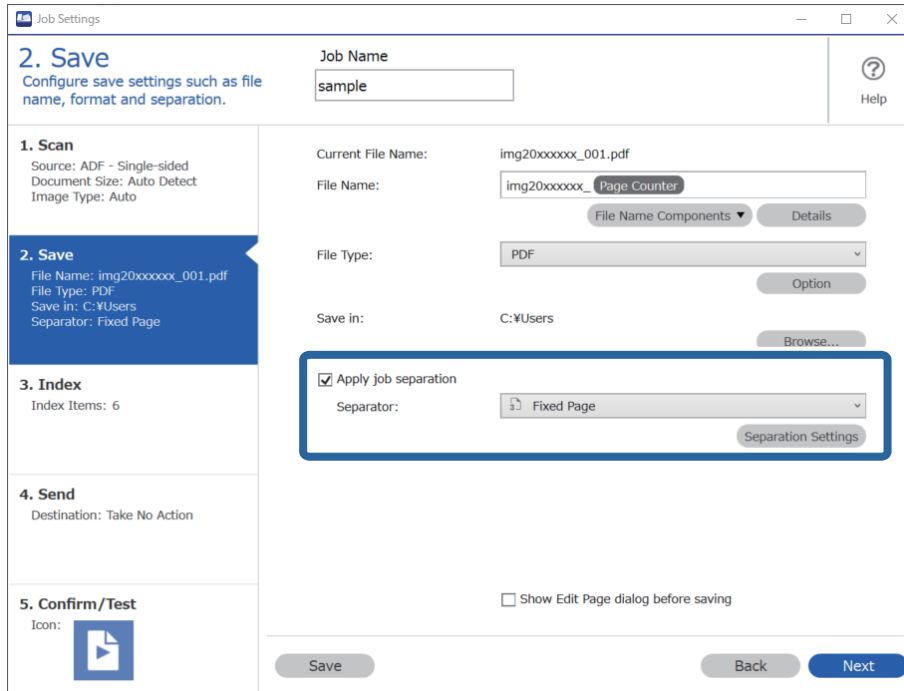 Job Settings
2. Save
Configure save settings such as file
name, format and separation.
Job Name
sample
Help
1. Scan
Source: ADF - Single-sided
Document Size: Auto Detect
Image Type: Auto
2. Save
File Name: img20xxxxxx_001.pdf
File Type: PDF
Save in: C:¥Users
Separator: Fixed Page
3. Index
Index Items: 6
4. Send
Destination: Take No Action
5. Confirm/Test
Icon:
Current File Name: img20xxxxxx_001.pdf
File Name: img20xxxxxx_ Page Counter
File Name Components ▼ Details
File Type: PDF
Option
Save in: C:¥Users
Browse...
Apply job separation
Separator: 3 Fixed Page
Separation Settings
Show Edit Page dialog before saving
Save Back Next